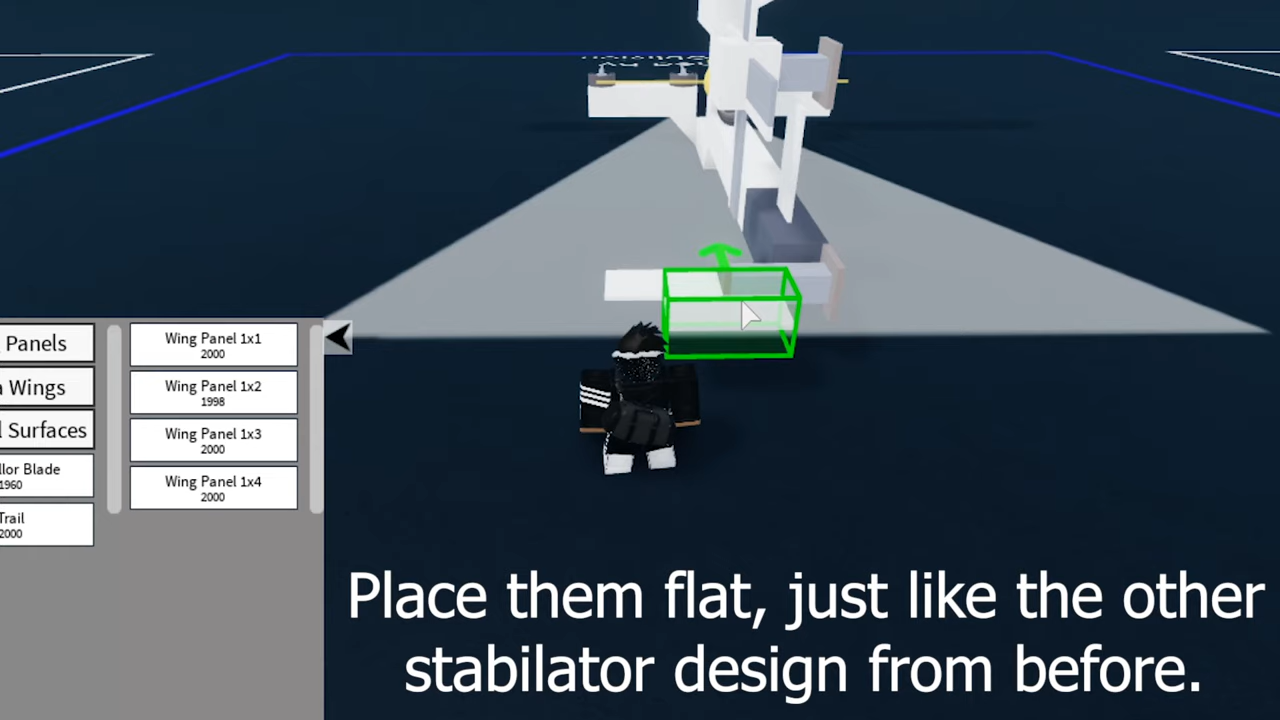 Panels
Wings
Surfaces
Blade
1960
Trail
2000
Wing Panel 1x1
2000
Wing Panel 1x2
1998
Wing Panel 1x3
2000
Wing Panel 1x4
2000
Place them flat, just like the other
stabilator design from before.